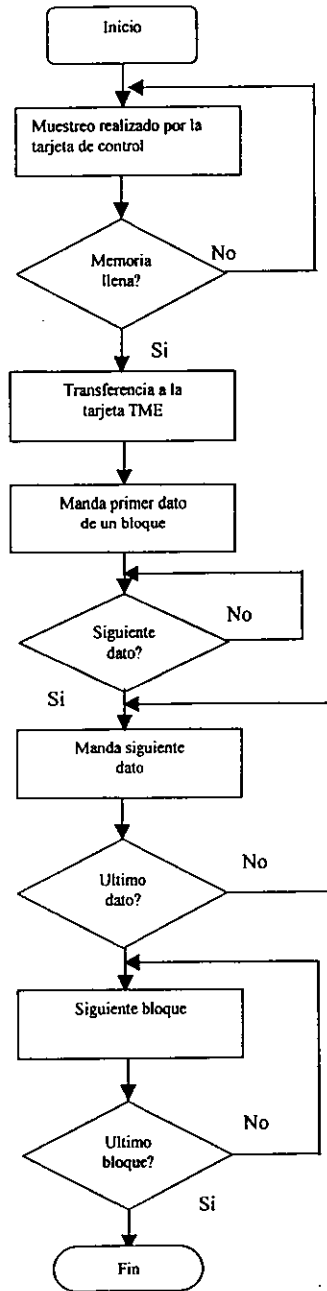 Inicio
Muestreo realizado por la
tarjeta de control
Memoria
llena?
No
Si
Transferencia a la
tarjeta TME
Manda primer dato
de un bloque
Siguiente
dato?
No
Si
Manda siguiente
dato
Ultimo
dato?
No
Siguiente bloque
Ultimo
bloque?
No
Si
Fin